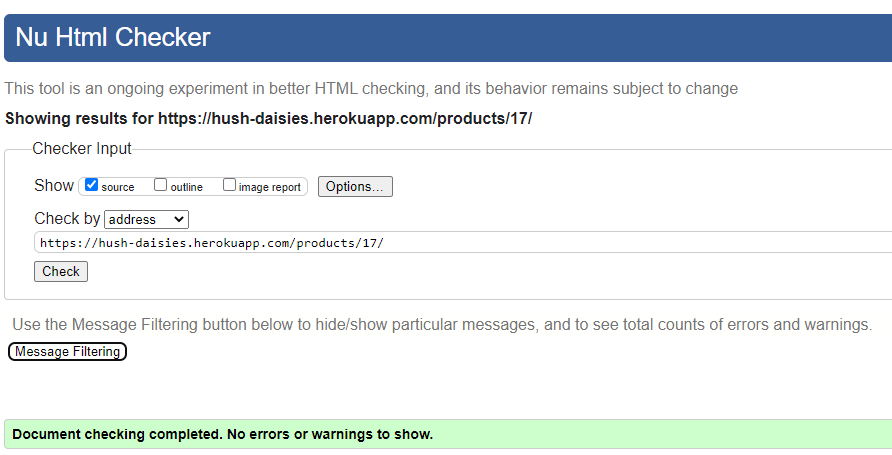 Nu Html Checker
This tool is an ongoing experiment in better HTML checking, and its behavior remains subject to change
Showing results for https://hush-daisies.herokuapp.com/products/17/
Checker Input
Show source outline image report Options...
Check by address
https://hush-daisies.herokuapp.com/products/17/
Check
Use the Message Filtering button below to hide/show particular messages, and to see total counts of errors and warnings.
Message Filtering
Document checking completed. No errors or warnings to show.